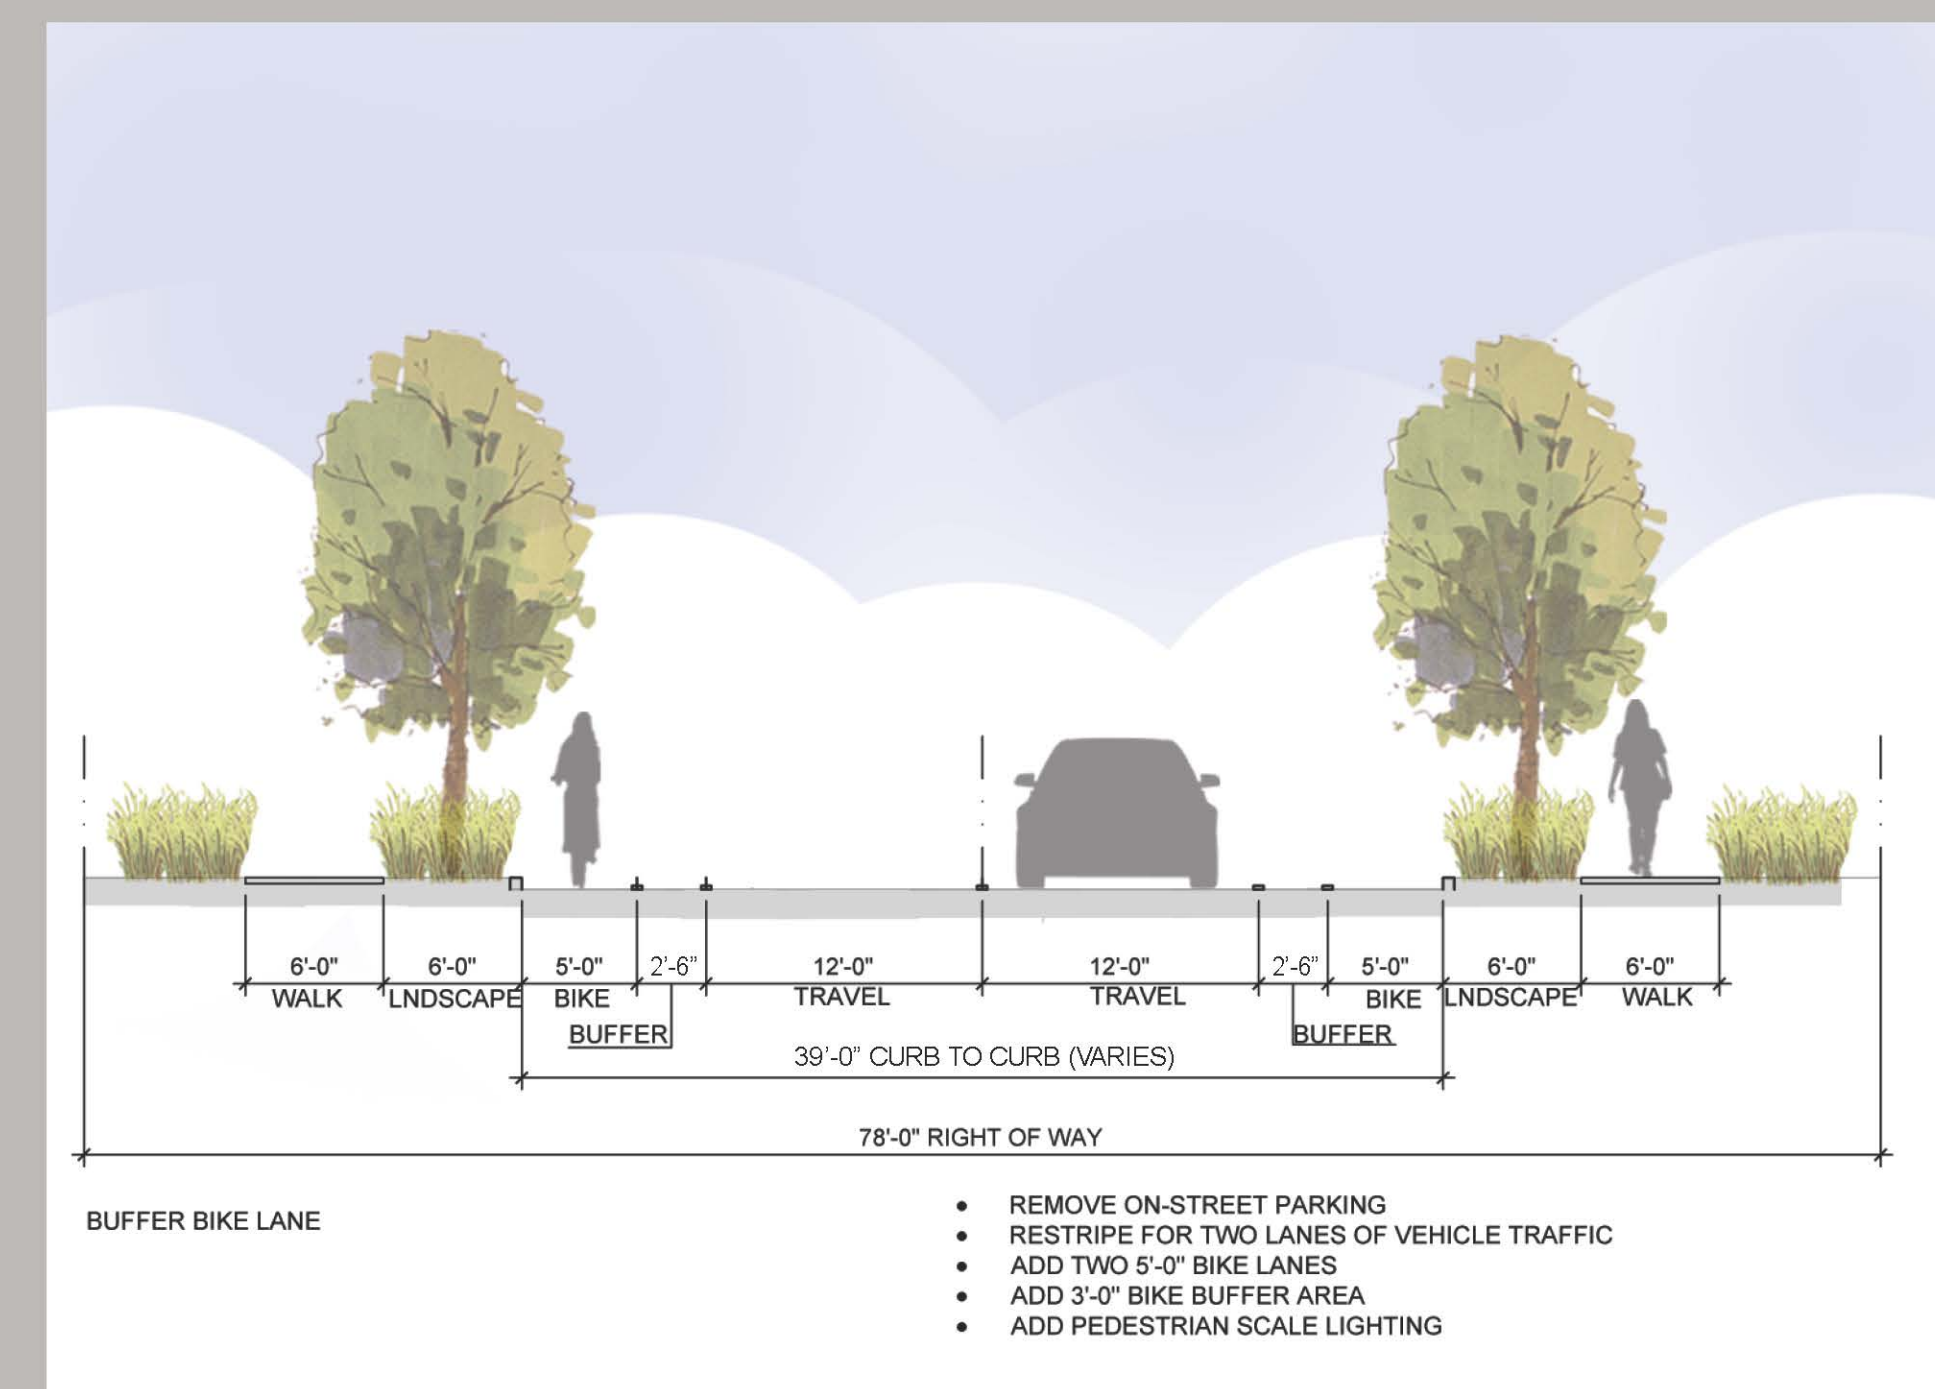 6'-0" 6'-0" 5'-0" 2'-6" 12'-0" 12'-0" 2'-6" 5'-0" 6'-0" 6'-0"
WALK LNDSCAPE BIKE TRAVEL TRAVEL BIKE LNDSCAPE WALK
BUFFER BUFFER
39'-0" CURB TO CURB (VARIES)
78'-0" RIGHT OF WAY
BUFFER BIKE LANE
• REMOVE ON-STREET PARKING
• RESTRIPE FOR TWO LANES OF VEHICLE TRAFFIC
• ADD TWO 5'-0" BIKE LANES
• ADD 3'-0" BIKE BUFFER AREA
• ADD PEDESTRIAN SCALE LIGHTING